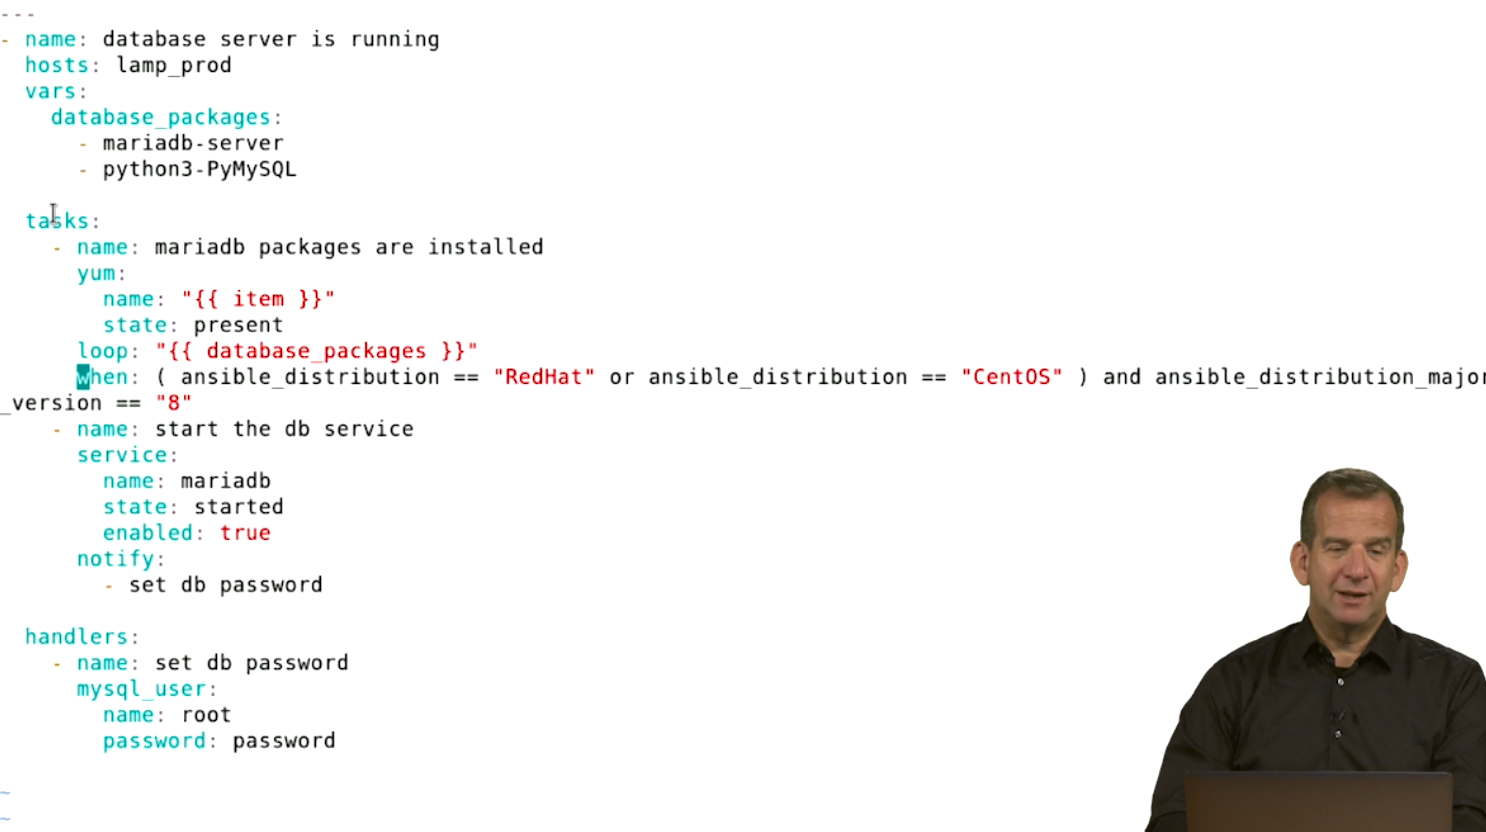 ---
- name: database server is running
  hosts: lamp_prod
  vars:
    database_packages:
      - mariadb-server
      - python3-PyMySQL

  tasks:
    - name: mariadb packages are installed
      yum:
        name: "{{ item }}"
        state: present
      loop: "{{ database_packages }}"
      when: ( ansible_distribution == "RedHat" or ansible_distribution == "CentOS" ) and ansible_distribution_major
_version == "8"
    - name: start the db service
      service:
        name: mariadb
        state: started
        enabled: true
      notify:
        - set db password

  handlers:
    - name: set db password
      mysql_user:
        name: root
        password: password

~
~